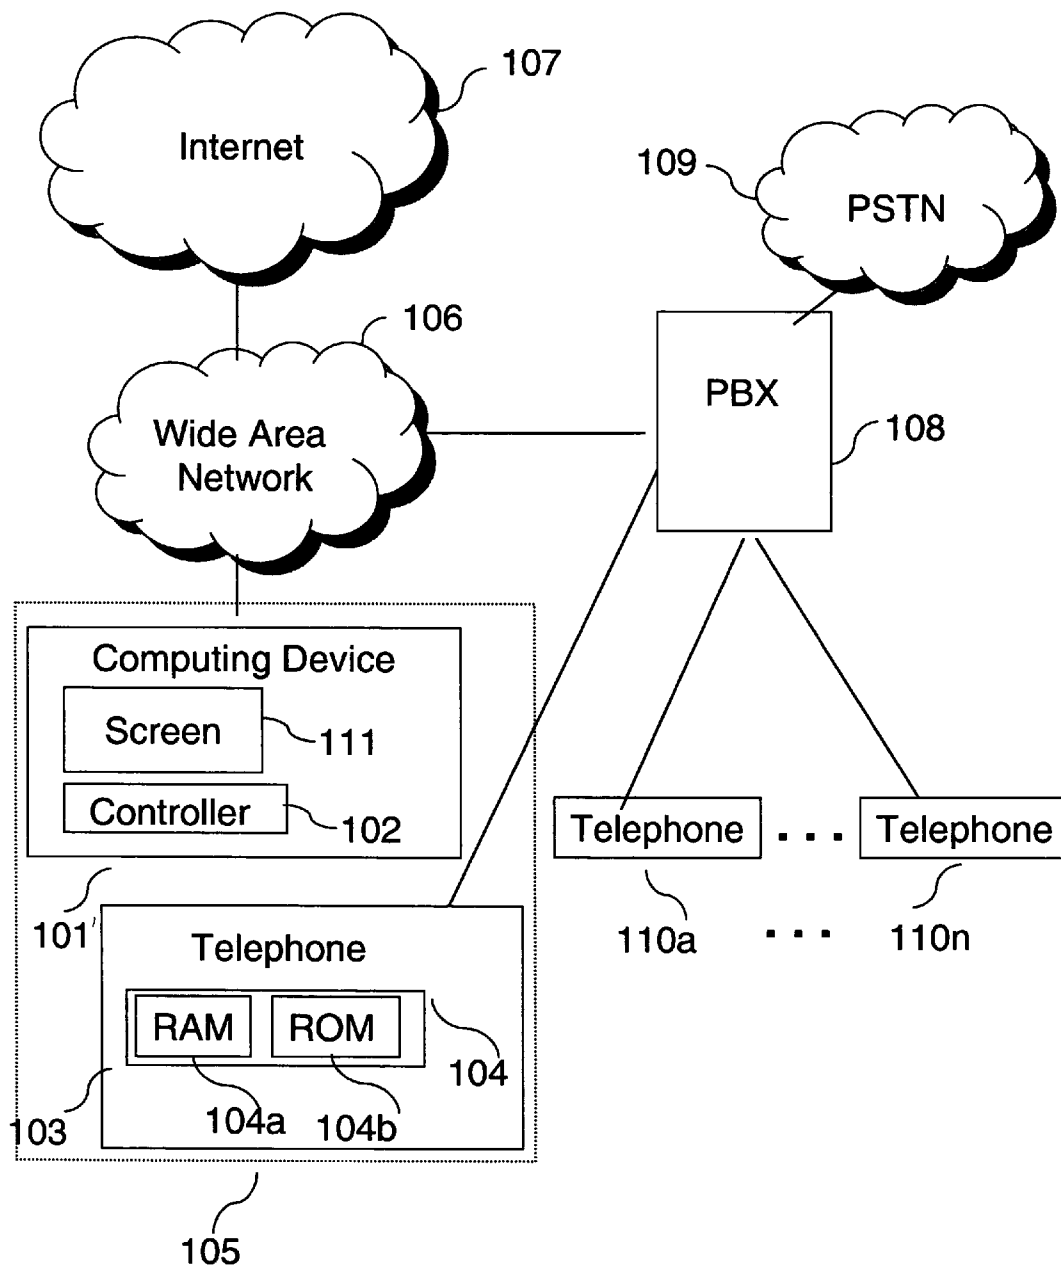 107
Internet
109
PSTN
106
PBX
108
Wide Area
Network
Computing Device
Screen
111
Controller
102
Telephone
. . .
Telephone
101
110a
. . .
110n
Telephone
RAM
ROM
104
103
104a
104b
105